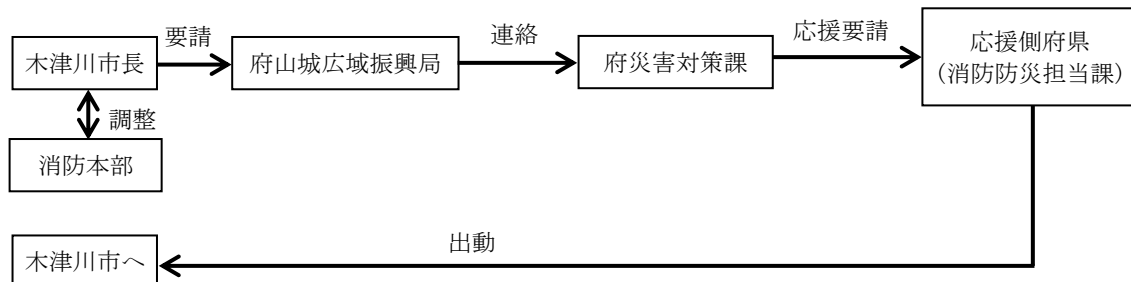 要請
連絡
応援要請
木津川市長
府山城広域振興局
府災害対策課
応援側府県
（消防防災担当課）
調整
消防本部
出動
木津川市へ